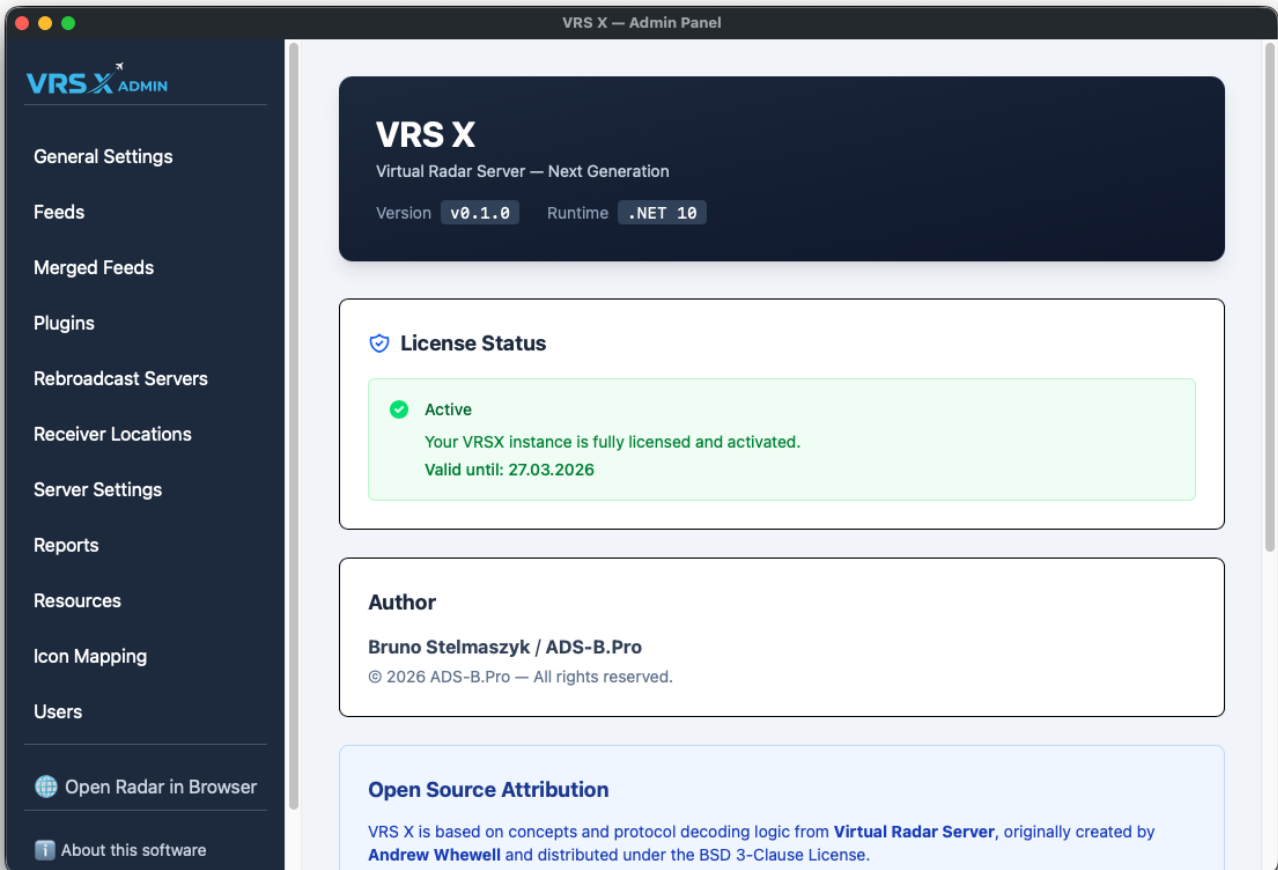 VRS X — Admin Panel
VRS X ADMIN
General Settings
Feeds
Merged Feeds
Plugins
Rebroadcast Servers
Receiver Locations
Server Settings
Reports
Resources
Icon Mapping
Users
Open Radar in Browser
About this software
VRS X
Virtual Radar Server — Next Generation
Version v0.1.0 Runtime .NET 10
License Status
Active
Your VRSX instance is fully licensed and activated.
Valid until: 27.03.2026
Author
Bruno Stelmaszyk / ADS-B.Pro
© 2026 ADS-B.Pro — All rights reserved.
Open Source Attribution
VRS X is based on concepts and protocol decoding logic from Virtual Radar Server, originally created by
Andrew Whewell and distributed under the BSD 3-Clause License.